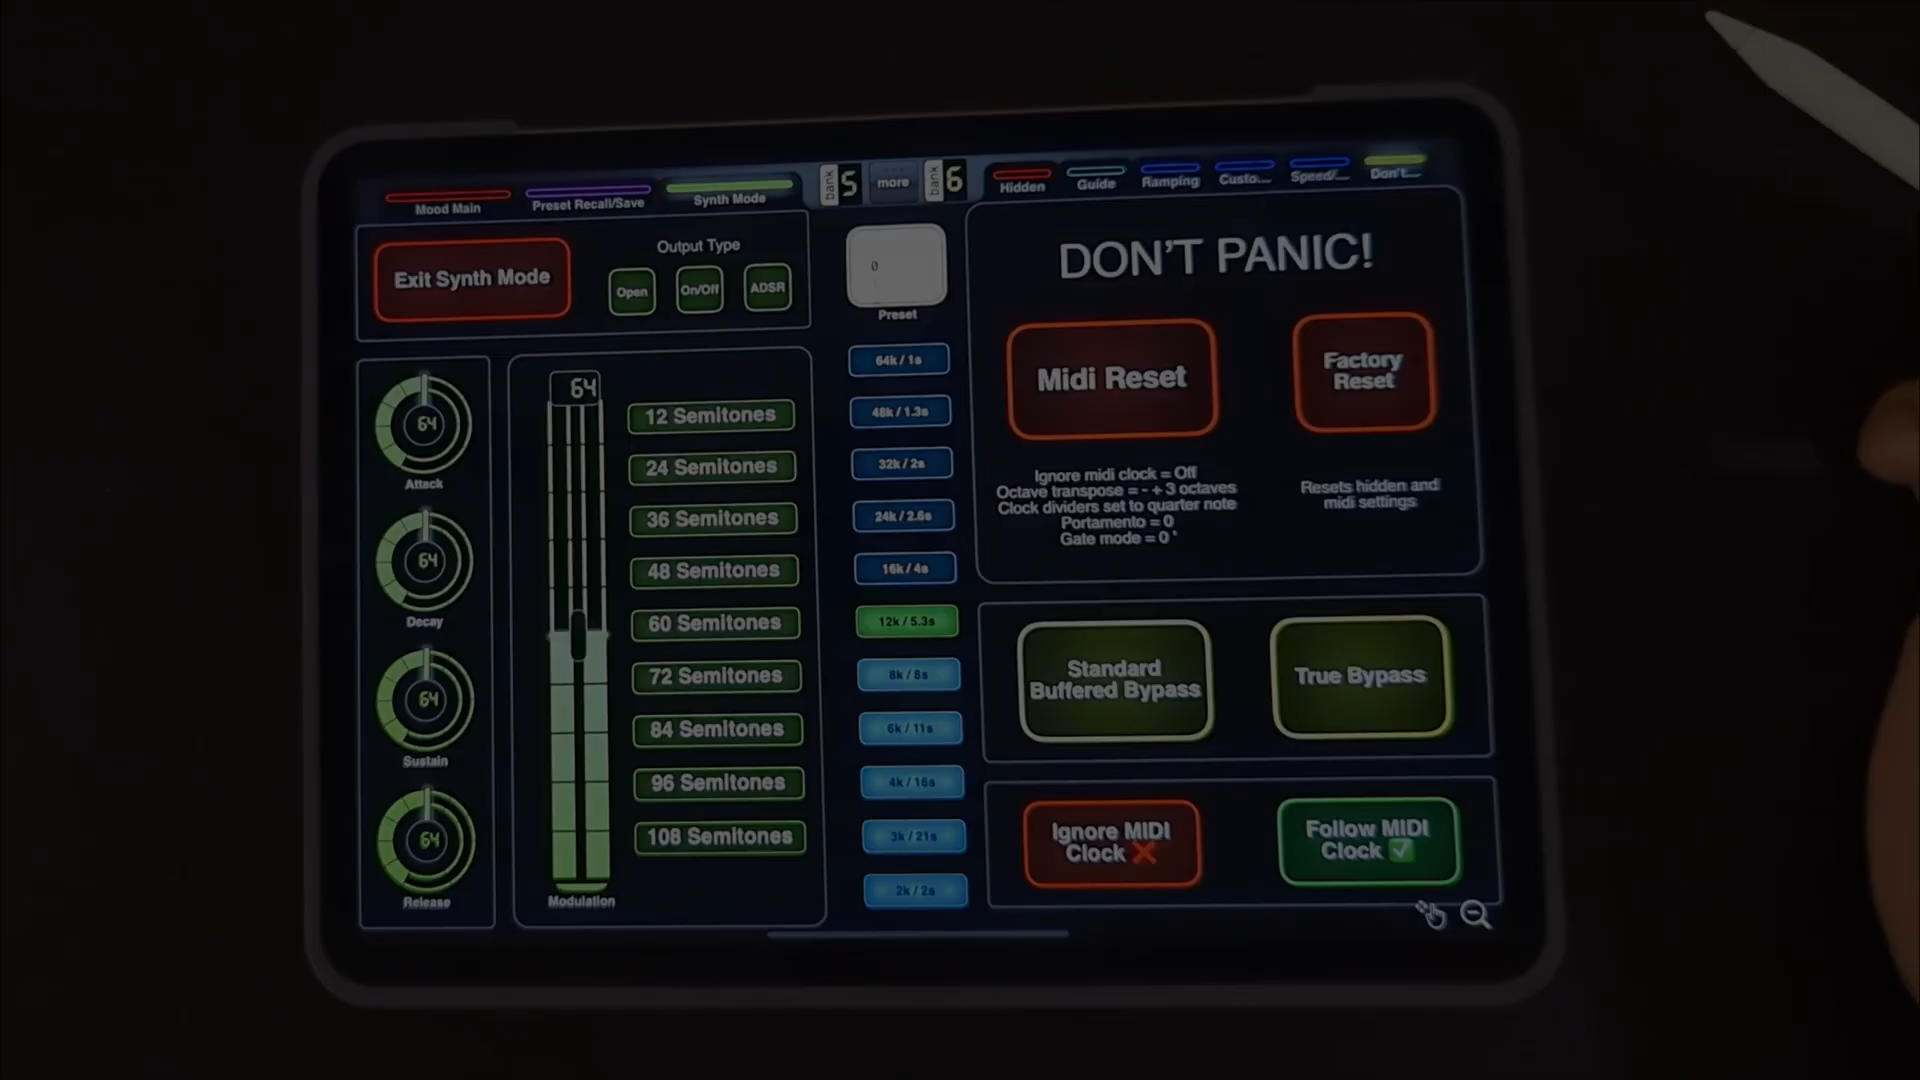 Mood Main
Preset Recall/Save
Synth Mode
bank 5
more
bank 6
Hidden
Guide
Ramping
Custo...
Speed/...
Don't...
Exit Synth Mode
Output Type
Open
On/Off
ADSR
0
Preset
DON'T PANIC!
Midi Reset
Factory
Reset
Ignore midi clock = Off
Octave transpose = - + 3 octaves
Clock dividers set to quarter note
Portamento = 0
Gate mode = 0
Resets hidden and
midi settings
64
Attack
64
Decay
64
Sustain
64
Release
64
Modulation
12 Semitones
24 Semitones
36 Semitones
48 Semitones
60 Semitones
72 Semitones
84 Semitones
96 Semitones
108 Semitones
64k / 1s
48k / 1.3s
32k / 2s
24k / 2.6s
16k / 4s
12k / 5.3s
8k / 8s
6k / 11s
4k / 16s
3k / 21s
2k / 2s
Standard
Buffered Bypass
True Bypass
Ignore MIDI
Clock ❌
Follow MIDI
Clock ✅